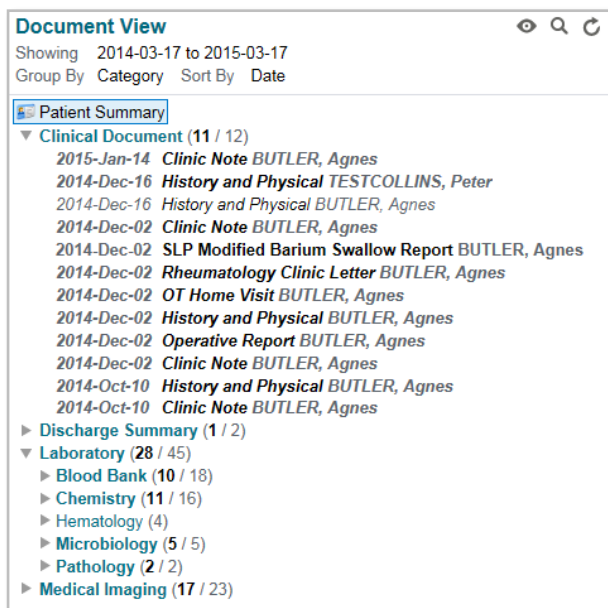 Document View
Showing 2014-03-17 to 2015-03-17
Group By Category Sort By Date
Patient Summary
Clinical Document (11 / 12)
2015-Jan-14 Clinic Note BUTLER, Agnes
2014-Dec-16 History and Physical TESTCOLLINS, Peter
2014-Dec-16 History and Physical BUTLER, Agnes
2014-Dec-02 Clinic Note BUTLER, Agnes
2014-Dec-02 SLP Modified Barium Swallow Report BUTLER, Agnes
2014-Dec-02 Rheumatology Clinic Letter BUTLER, Agnes
2014-Dec-02 OT Home Visit BUTLER, Agnes
2014-Dec-02 History and Physical BUTLER, Agnes
2014-Dec-02 Operative Report BUTLER, Agnes
2014-Dec-02 Clinic Note BUTLER, Agnes
2014-Oct-10 History and Physical BUTLER, Agnes
2014-Oct-10 Clinic Note BUTLER, Agnes
Discharge Summary (1 / 2)
Laboratory (28 / 45)
Blood Bank (10 / 18)
Chemistry (11 / 16)
Hematology (4)
Microbiology (5 / 5)
Pathology (2 / 2)
Medical Imaging (17 / 23)